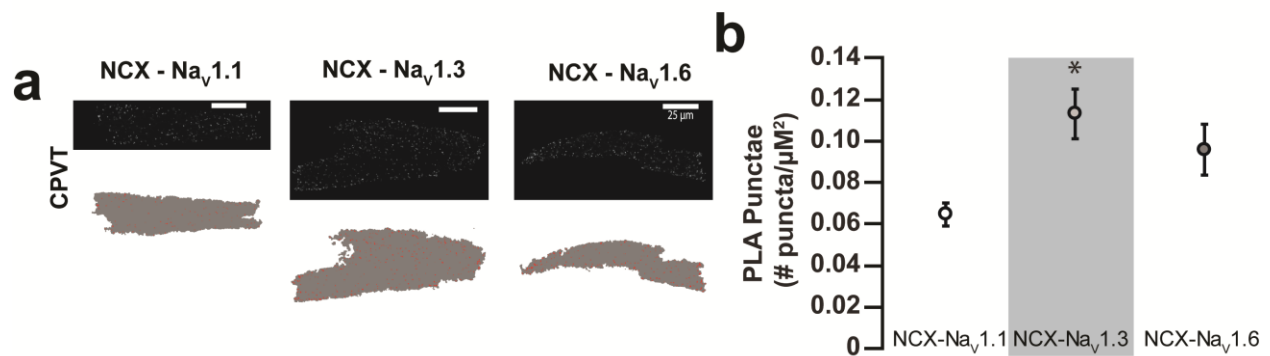 a
NCX - Nav1.1
NCX - Nav1.3
NCX - Nav1.6
25 µm
CPVT
b
PLA Punctae
(# puncta/µM²)
0.14
0.12
0.10
0.08
0.06
0.04
0.02
0
*
NCX-Nav1.1
NCX-Nav1.3
NCX-Nav1.6